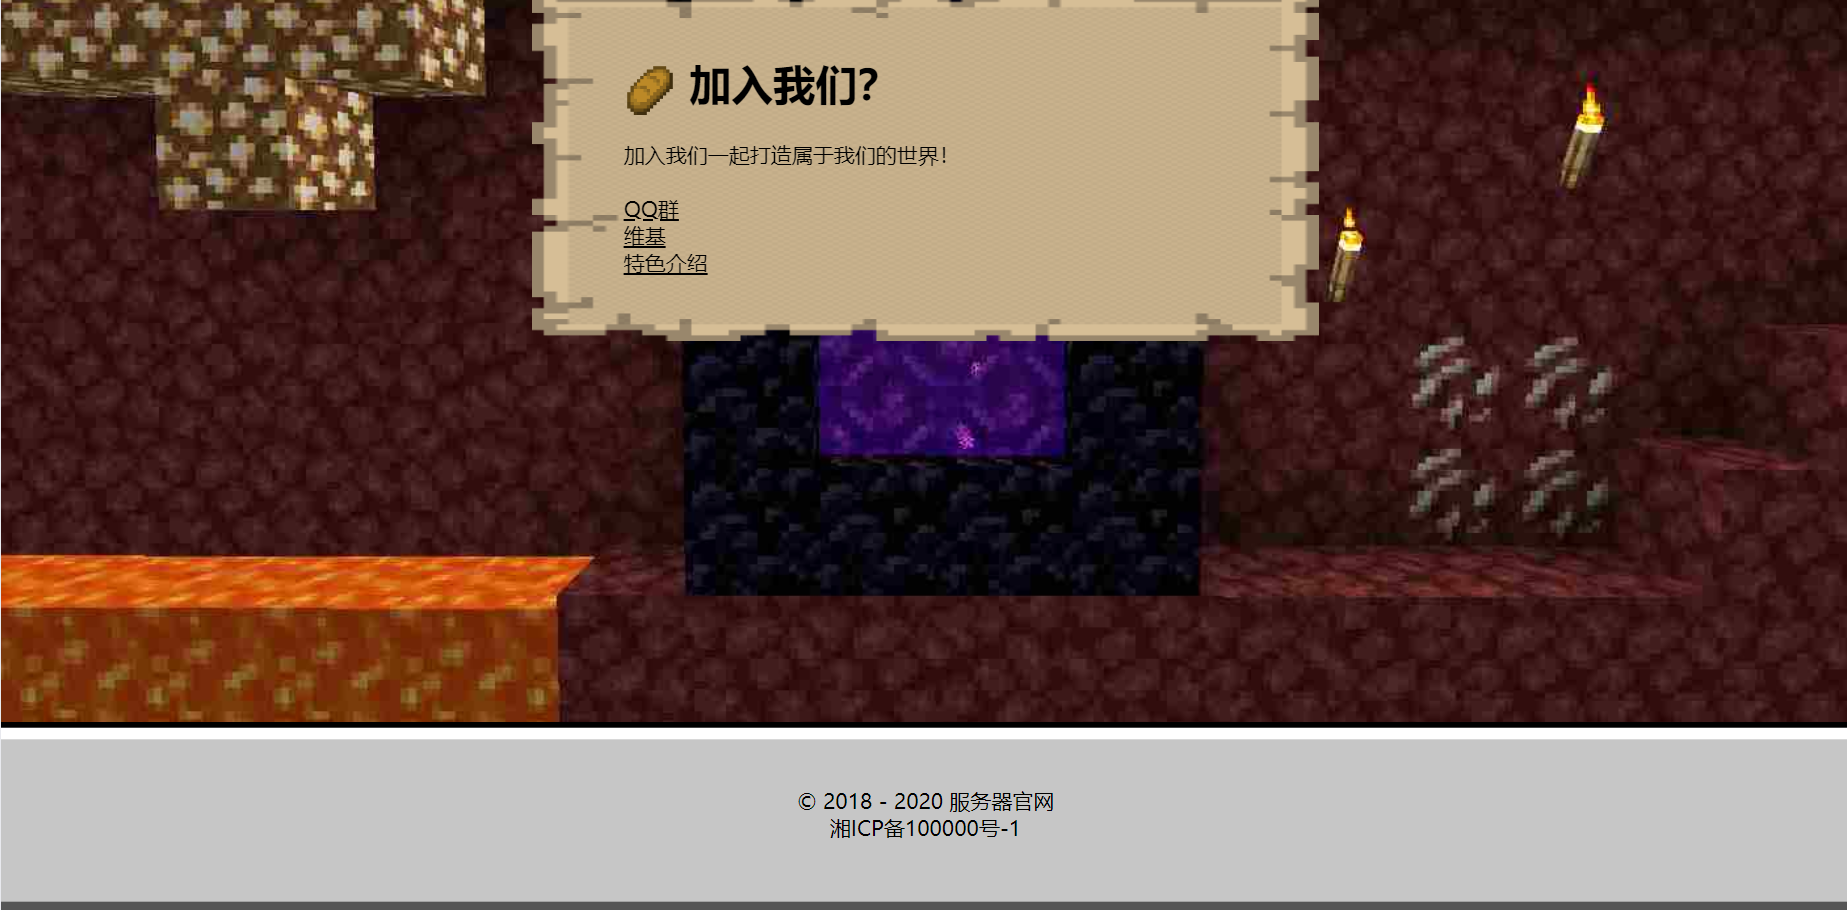 加入我们？
加入我们一起打造属于我们的世界！
QQ群
维基
特色介绍
© 2018 - 2020 服务器官网
湘ICP备100000号-1